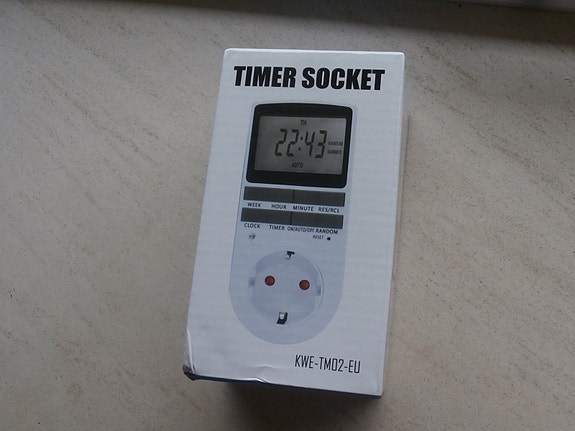 TIMER SOCKET
TH
22:43
RANDOM
SUMMER
AUTO
WEEK HOUR MINUTE RES/RCL
CLOCK TIMER ON/AUTO/OFF RANDOM
RESET
KWE-TM02-EU